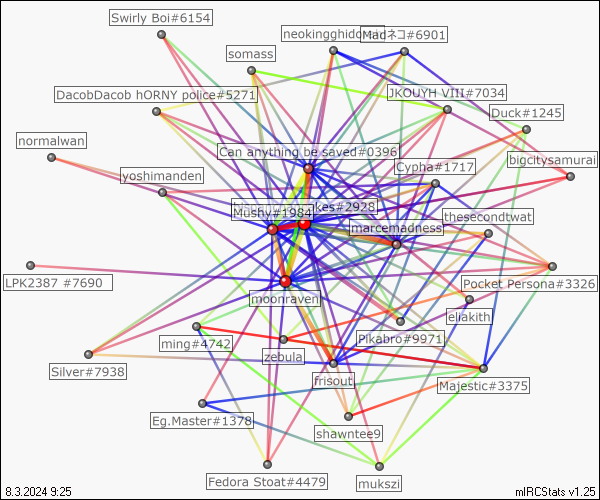 Swirly Boi#6154
neokingghidor
Madネコ#6901
somass
DacobDacob hORNY police#5271
JKOUYH VIII#7034
Duck#1245
normalwan
Can anything be saved#0396
bigcitysamurai
Cypha#1717
yoshimanden
kes#2928
Mushy#1984
thesecondtwat
marcemadness
LPK2387 #7690
Pocket Persona#3326
moonraven
eliakith
ming#4742
Pikabro#9971
zebula
Silver#7938
frisout
Majestic#3375
Eg.Master#1378
shawntee9
Fedora Stoat#4479
mukszi
8.3.2024 9:25
mIRCStats v1.25